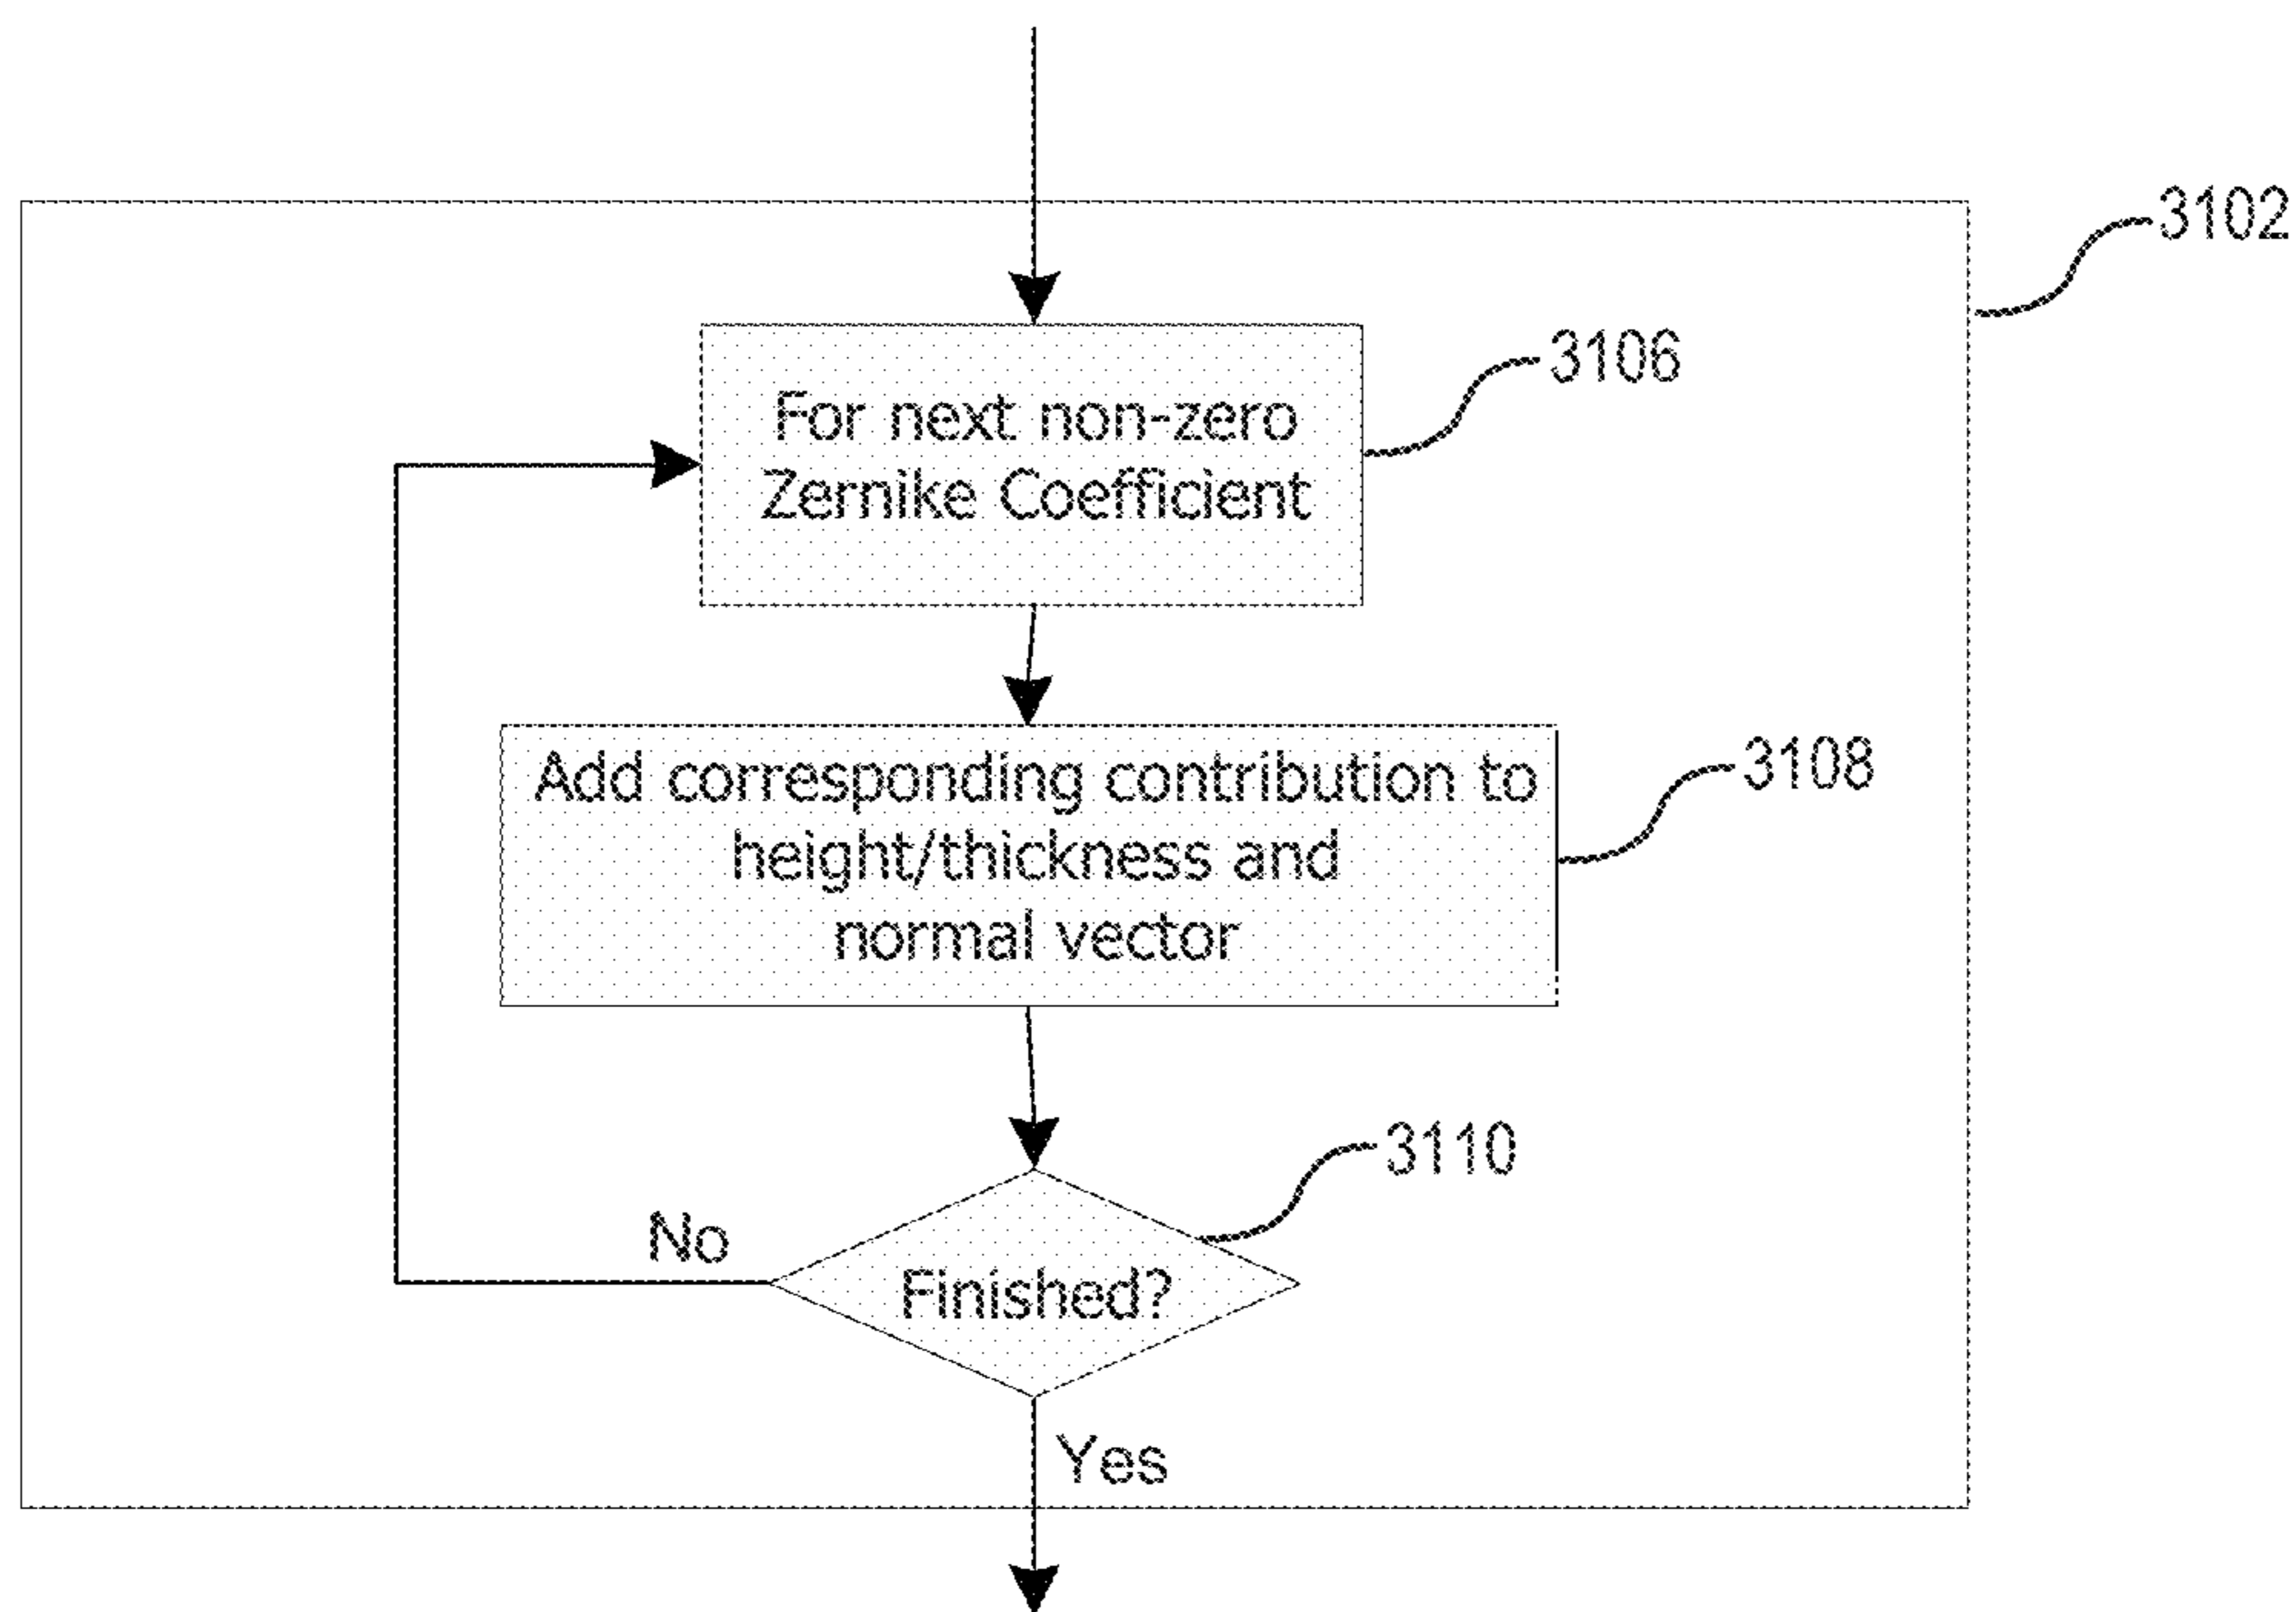 3102
3106
For next non-zero
Zernike Coefficient
3108
Add corresponding contribution to
height/thickness and
normal vector
3110
No
Finished?
Yes